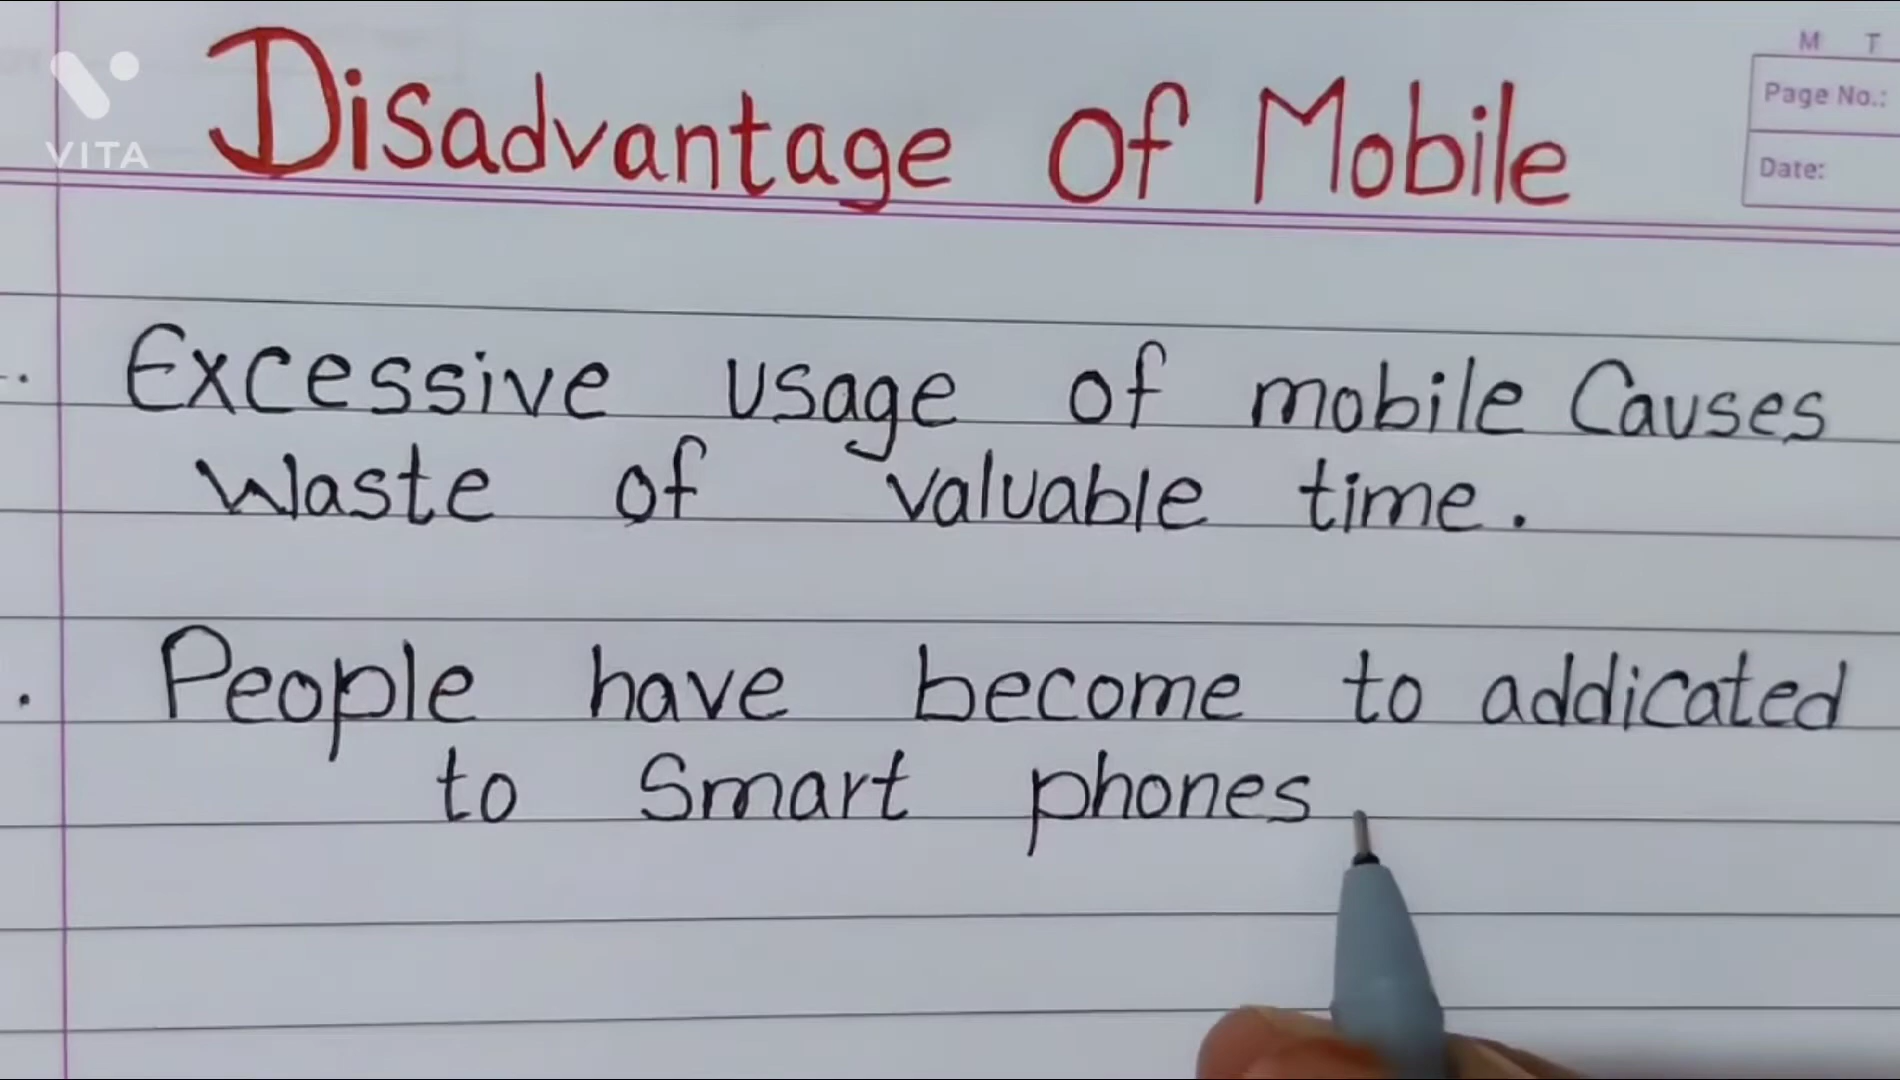 VITA
M T
Disadvantage Of Mobile
Page No.:
Date:
Excessive usage of mobile Causes
Waste of valuable time.
People have become to addicated
to Smart phones